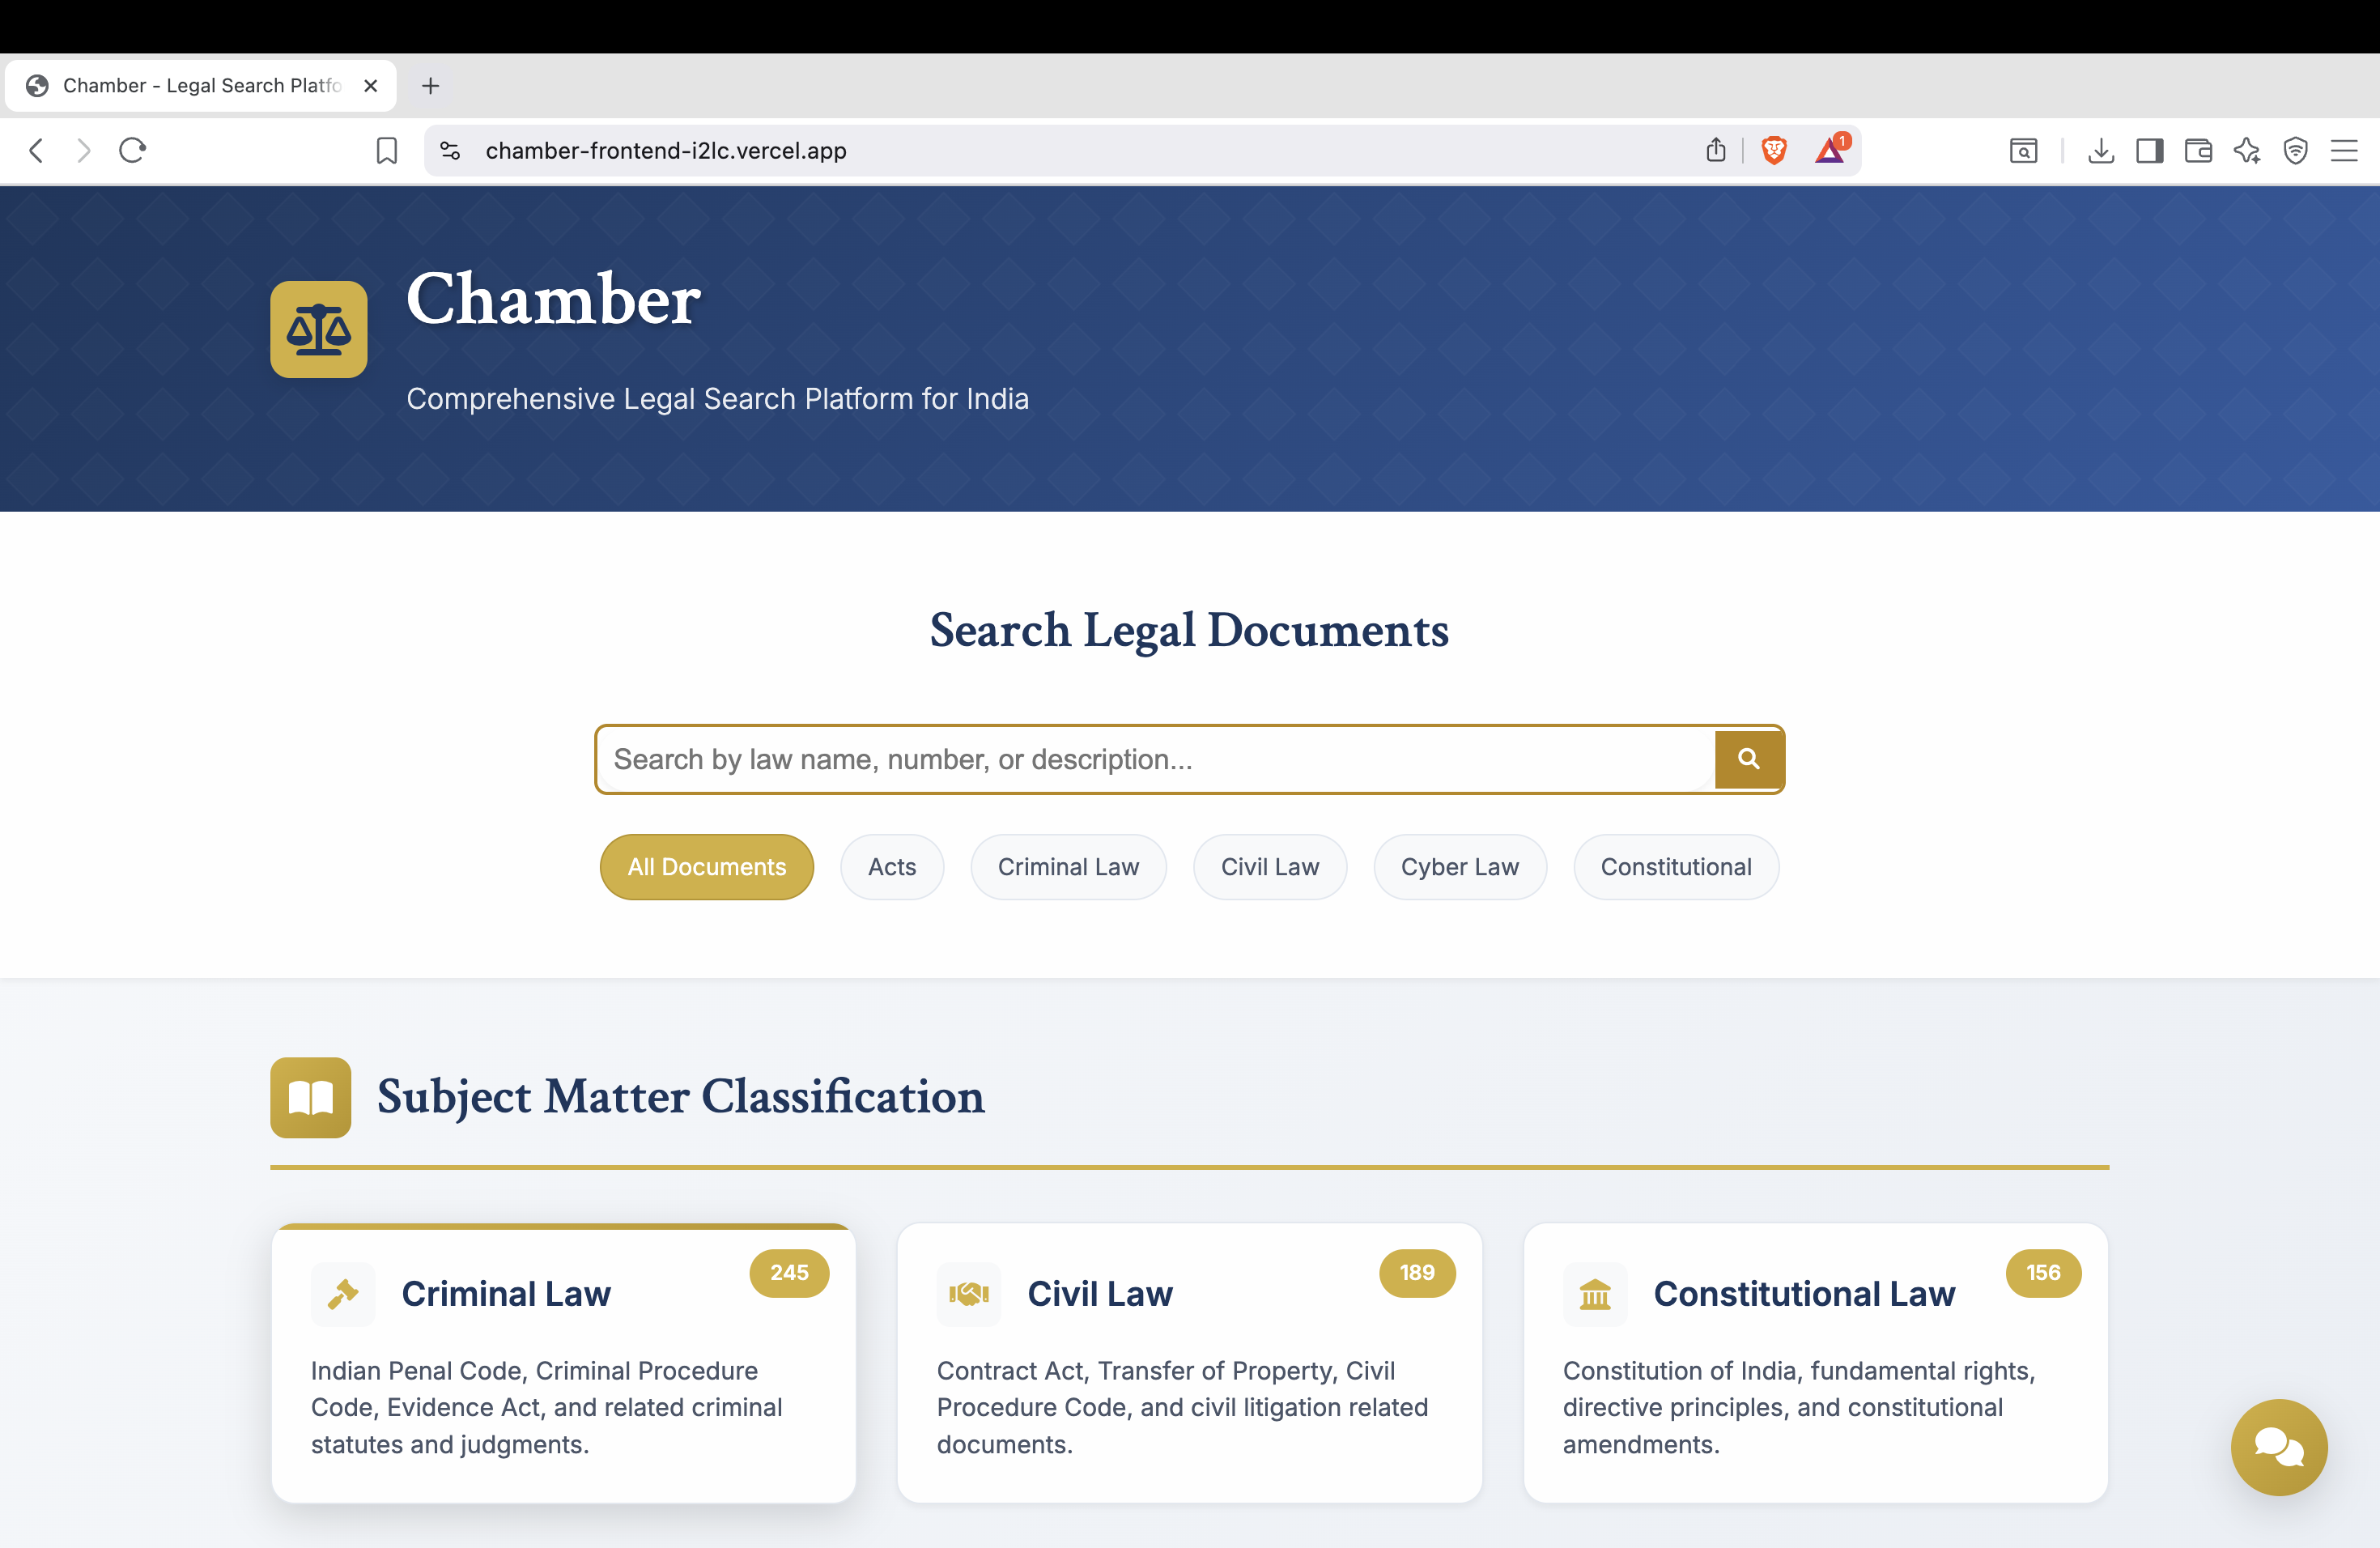 Chamber - Legal Search Platfo
chamber-frontend-i2lc.vercel.app
1
Chamber
Comprehensive Legal Search Platform for India
Search Legal Documents
Search by law name, number, or description...
All Documents
Acts
Criminal Law
Civil Law
Cyber Law
Constitutional
Subject Matter Classification
Criminal Law
245
Indian Penal Code, Criminal Procedure
Code, Evidence Act, and related criminal
statutes and judgments.
Civil Law
189
Contract Act, Transfer of Property, Civil
Procedure Code, and civil litigation related
documents.
Constitutional Law
156
Constitution of India, fundamental rights,
directive principles, and constitutional
amendments.